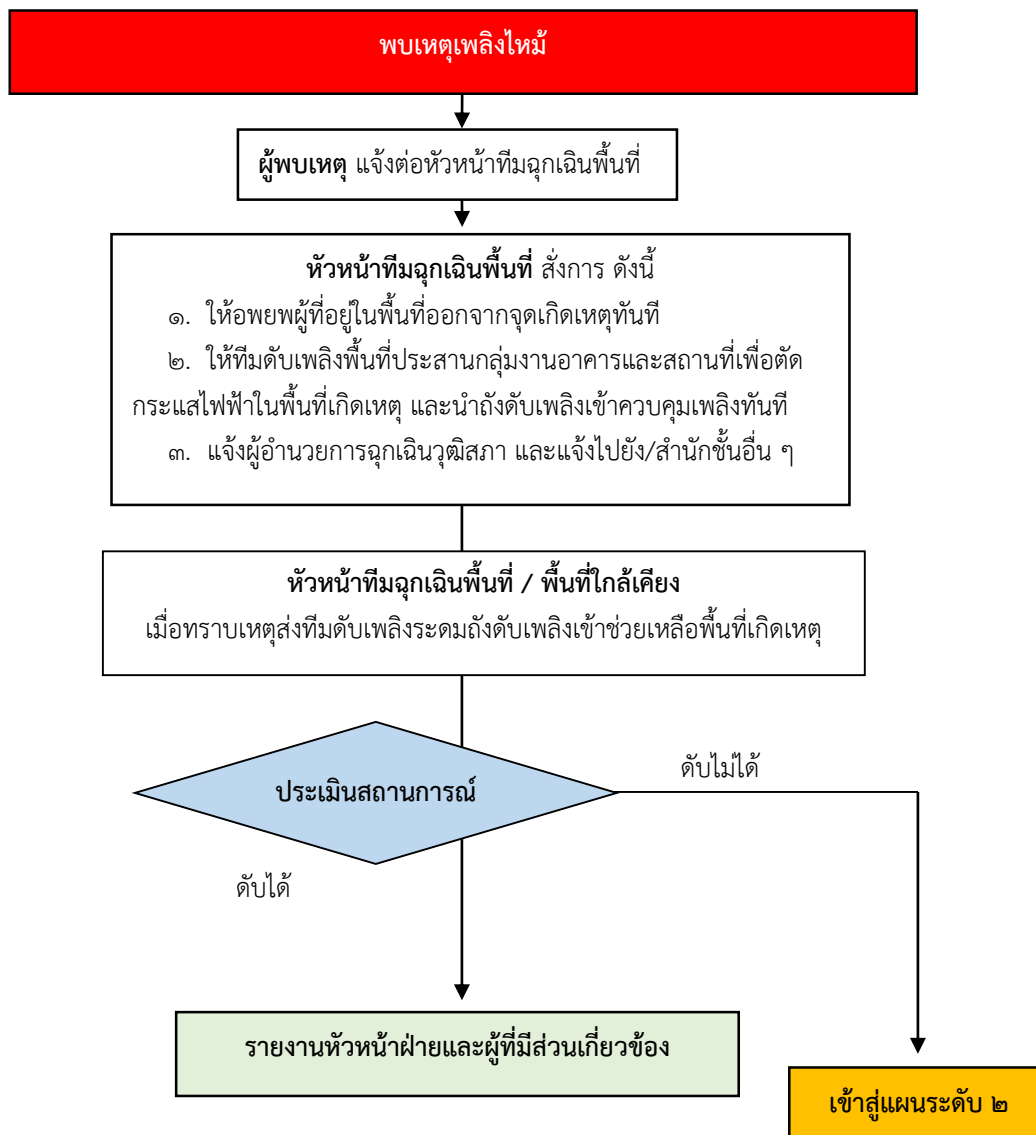 พบเหตุเพลิงไหม้
ผู้พบเหตุ แจ้งต่อหัวหน้าทีมฉุกเฉินพื้นที่
หัวหน้าทีมฉุกเฉินพื้นที่ สั่งการ ดังนี้
๑. ให้อพยพผู้ที่อยู่ในพื้นที่ออกจากจุดเกิดเหตุทันที
๒. ให้ทีมดับเพลิงพื้นที่ประสานกลุ่มงานอาคารและสถานที่เพื่อตัด
กระแสไฟฟ้าในพื้นที่เกิดเหตุ และนำถังดับเพลิงเข้าควบคุมเพลิงทันที
๓. แจ้งผู้อำนวยการฉุกเฉินวุฒิสภา และแจ้งไปยัง/สำนักชั้นอื่น ๆ
หัวหน้าทีมฉุกเฉินพื้นที่ / พื้นที่ใกล้เคียง
เมื่อทราบเหตุส่งทีมดับเพลิงระดมถังดับเพลิงเข้าช่วยเหลือพื้นที่เกิดเหตุ
ดับไม่ได้
ประเมินสถานการณ์
ดับได้
รายงานหัวหน้าฝ่ายและผู้ที่มีส่วนเกี่ยวข้อง
เข้าสู่แผนระดับ ๒